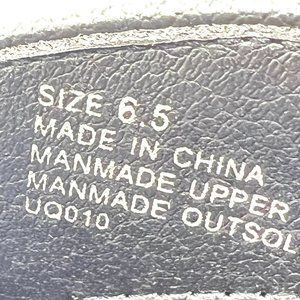 SIZE 6.5
MADE IN CHINA
MANMADE UPPER
MANMADE OUTSOL
UQ010